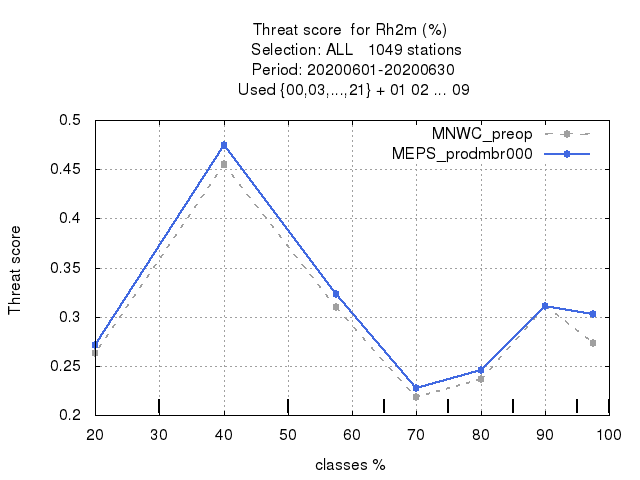 Threat score for Rh2m (%)
Selection: ALL 1049 stations
Period: 20200601-20200630
Used {00,03,...,21} + 01 02 ... 09
0.5
0.45
0.4
0.35
0.3
0.25
0.2
Threat score
MNWC_preop
MEPS_prodmbr000
20 30 40 50 60 70 80 90 100
classes %